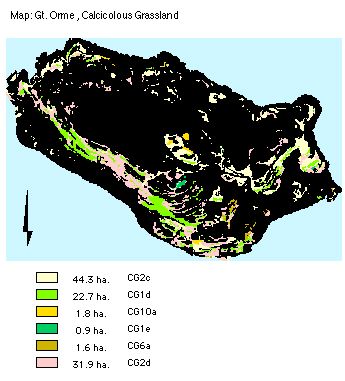 Map: Gt. Orme , Calcicolous Grassland
44.3 ha. CG2c
22.7 ha. CG1d
1.8 ha. CG10a
0.9 ha. CG1e
1.6 ha. CG6a
31.9 ha. CG2d